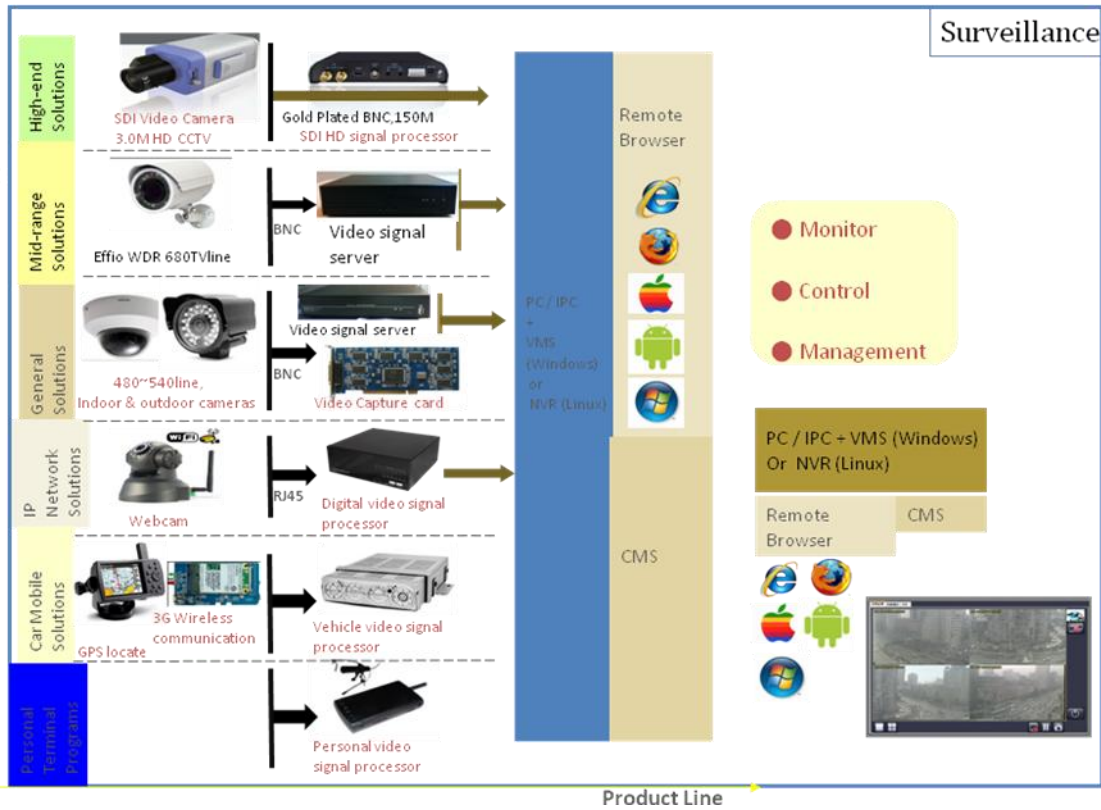 Surveillance
High-end
Solutions
SDI Video Camera
3.0M HD CCTV
Gold Plated BNC,150M
SDI HD signal processor
Mid-range
Solutions
Effio WDR 680TVline
BNC
Video signal
server
General
Solutions
480~540line,
Indoor & outdoor cameras
BNC
Video signal server
Video Capture card
IP
Network
Solutions
WiFi
Webcam
RJ45
Digital video signal
processor
Car Mobile
Solutions
GPS locate
3G Wireless
communication
Vehicle video signal
processor
Personal
Terminal
Programs
Personal video
signal processor
PC / IPC
+
VMS
(Windows)
or
NVR (Linux)
Remote
Browser
CMS
Monitor
Control
Management
PC / IPC + VMS (Windows)
Or NVR (Linux)
Remote
Browser
CMS
Product Line